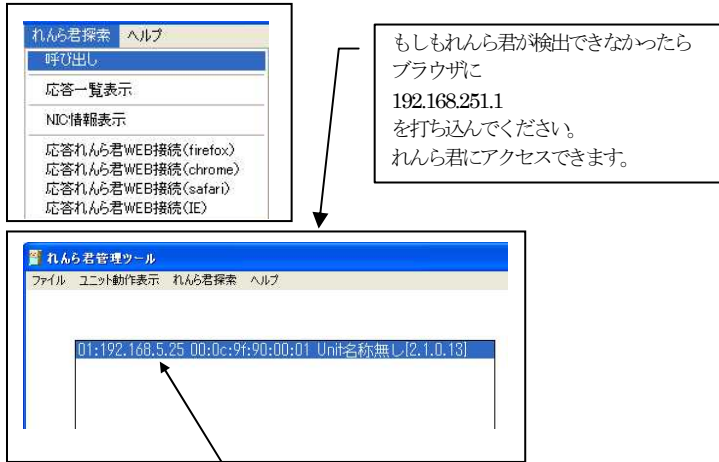 れんら君探索 ヘルプ
呼び出し
応答一覧表示
NIC情報表示
応答れんら君WEB接続(firefox)
応答れんら君WEB接続(chrome)
応答れんら君WEB接続(safari)
応答れんら君WEB接続(IE)
もしもれんら君が検出できなかったら
ブラウザに
192.168.251.1
を打ち込んでください。
れんら君にアクセスできます。
れんら君管理ツール
ファイル ユニット動作表示 れんら君探索 ヘルプ
01:192.168.5.25 00:0c:9f:90:00:01 Unit名称無し[2.1.0.13]